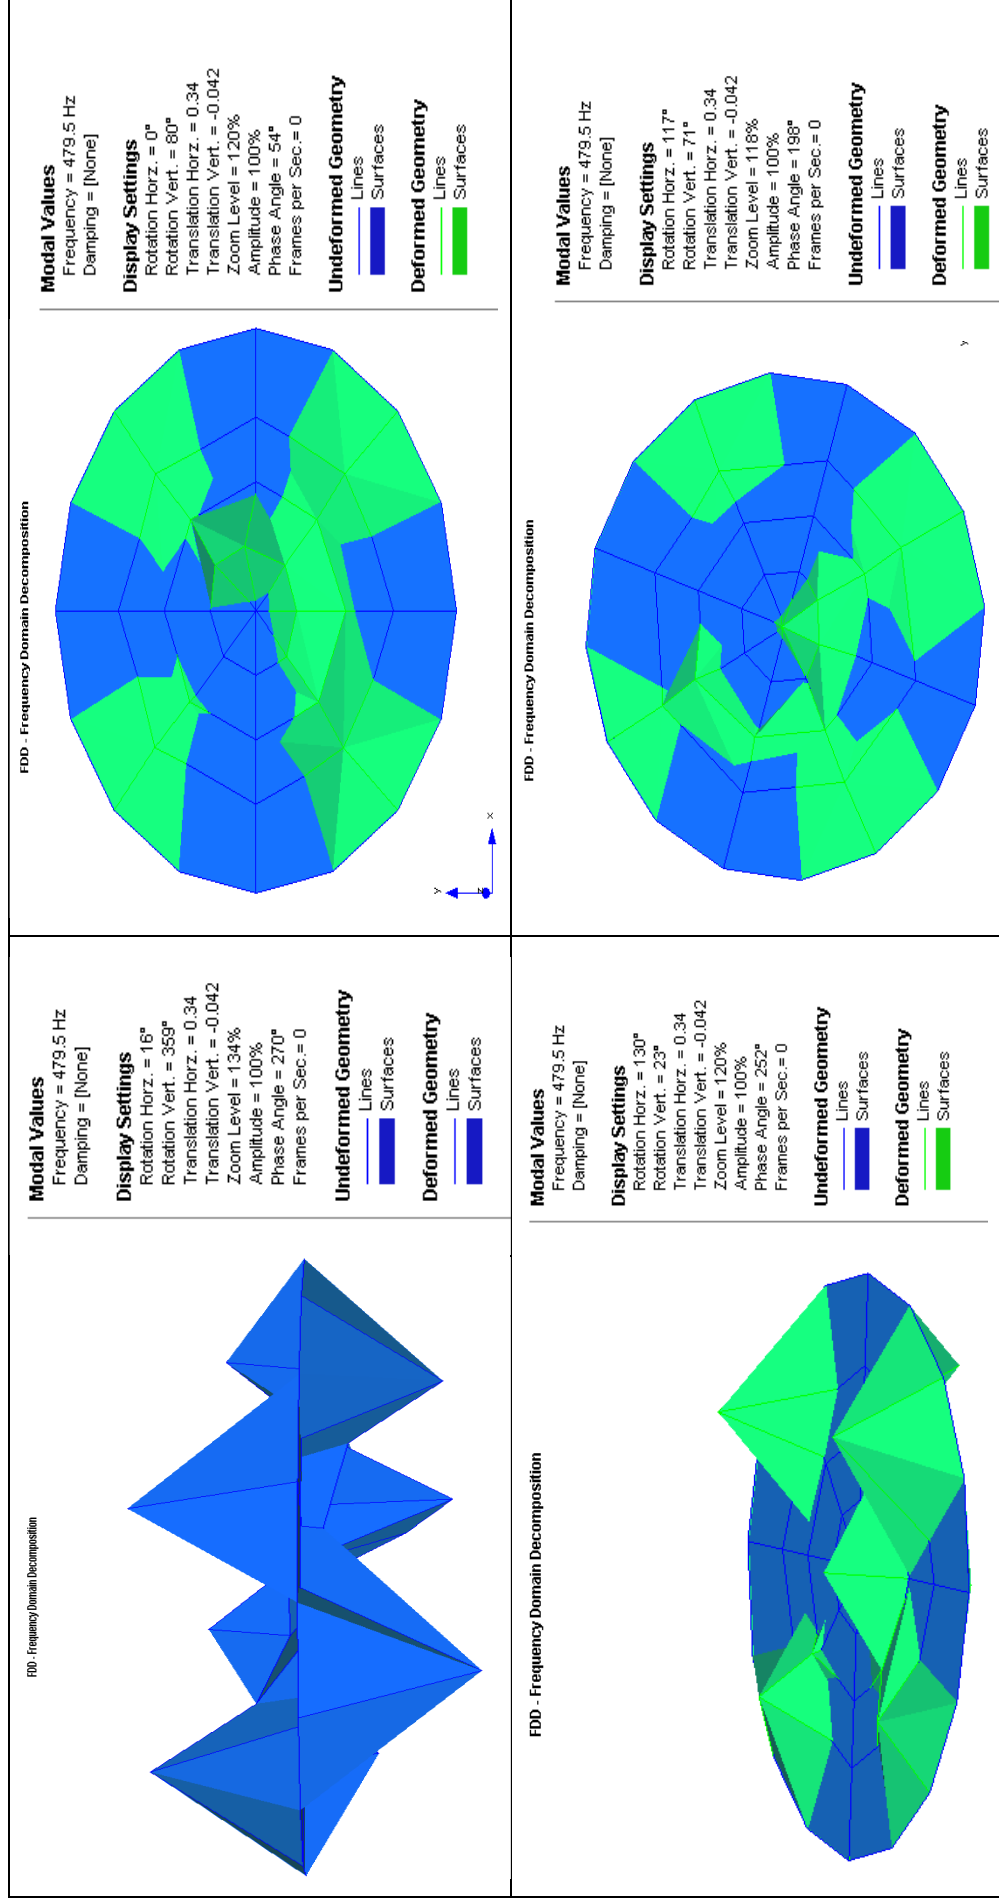 FDD - Frequency Domain Decomposition
Modal Values
Frequency = 479.5 Hz
Damping = [None]
Display Settings
Rotation Horz. = 16°
Rotation Vert. = 359°
Translation Horz. = 0.34
Translation Vert. = -0.042
Zoom Level = 134%
Amplitude = 100%
Phase Angle = 270°
Frames per Sec.= 0
Undeformed Geometry
Lines
Surfaces
Deformed Geometry
Lines
Surfaces
FDD - Frequency Domain Decomposition
Y
Z
X
Modal Values
Frequency = 479.5 Hz
Damping = [None]
Display Settings
Rotation Horz. = 0°
Rotation Vert. = 80°
Translation Horz. = 0.34
Translation Vert. = -0.042
Zoom Level = 120%
Amplitude = 100%
Phase Angle = 54°
Frames per Sec.= 0
Undeformed Geometry
Lines
Surfaces
Deformed Geometry
Lines
Surfaces
FDD - Frequency Domain Decomposition
Modal Values
Frequency = 479.5 Hz
Damping = [None]
Display Settings
Rotation Horz. = 130°
Rotation Vert. = 23°
Translation Horz. = 0.34
Translation Vert. = -0.042
Zoom Level = 120%
Amplitude = 100%
Phase Angle = 252°
Frames per Sec.= 0
Undeformed Geometry
Lines
Surfaces
Deformed Geometry
Lines
Surfaces
FDD - Frequency Domain Decomposition
Y
Modal Values
Frequency = 479.5 Hz
Damping = [None]
Display Settings
Rotation Horz. = 117°
Rotation Vert. = 71°
Translation Horz. = 0.34
Translation Vert. = -0.042
Zoom Level = 118%
Amplitude = 100%
Phase Angle = 198°
Frames per Sec.= 0
Undeformed Geometry
Lines
Surfaces
Deformed Geometry
Lines
Surfaces